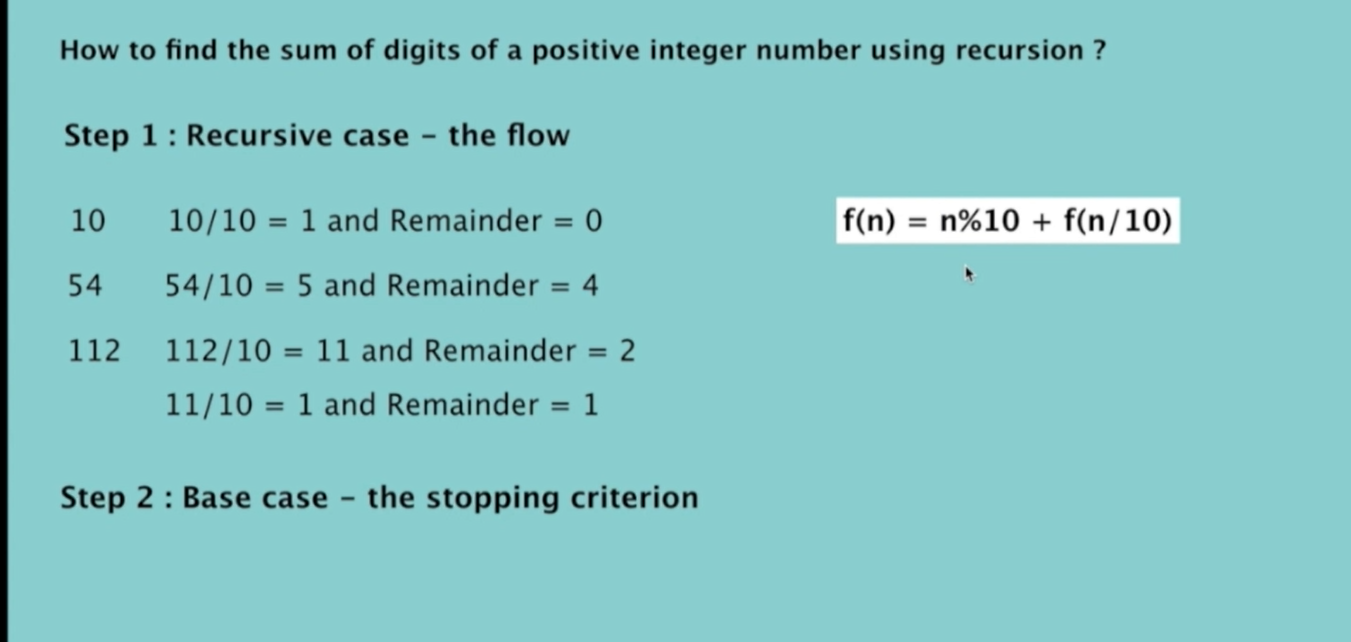 How to find the sum of digits of a positive integer number using recursion ?
Step 1 : Recursive case – the flow
10 10/10 = 1 and Remainder = 0 f(n) = n%10 + f(n/10)
54 54/10 = 5 and Remainder = 4
112 112/10 = 11 and Remainder = 2
11/10 = 1 and Remainder = 1
Step 2 : Base case – the stopping criterion